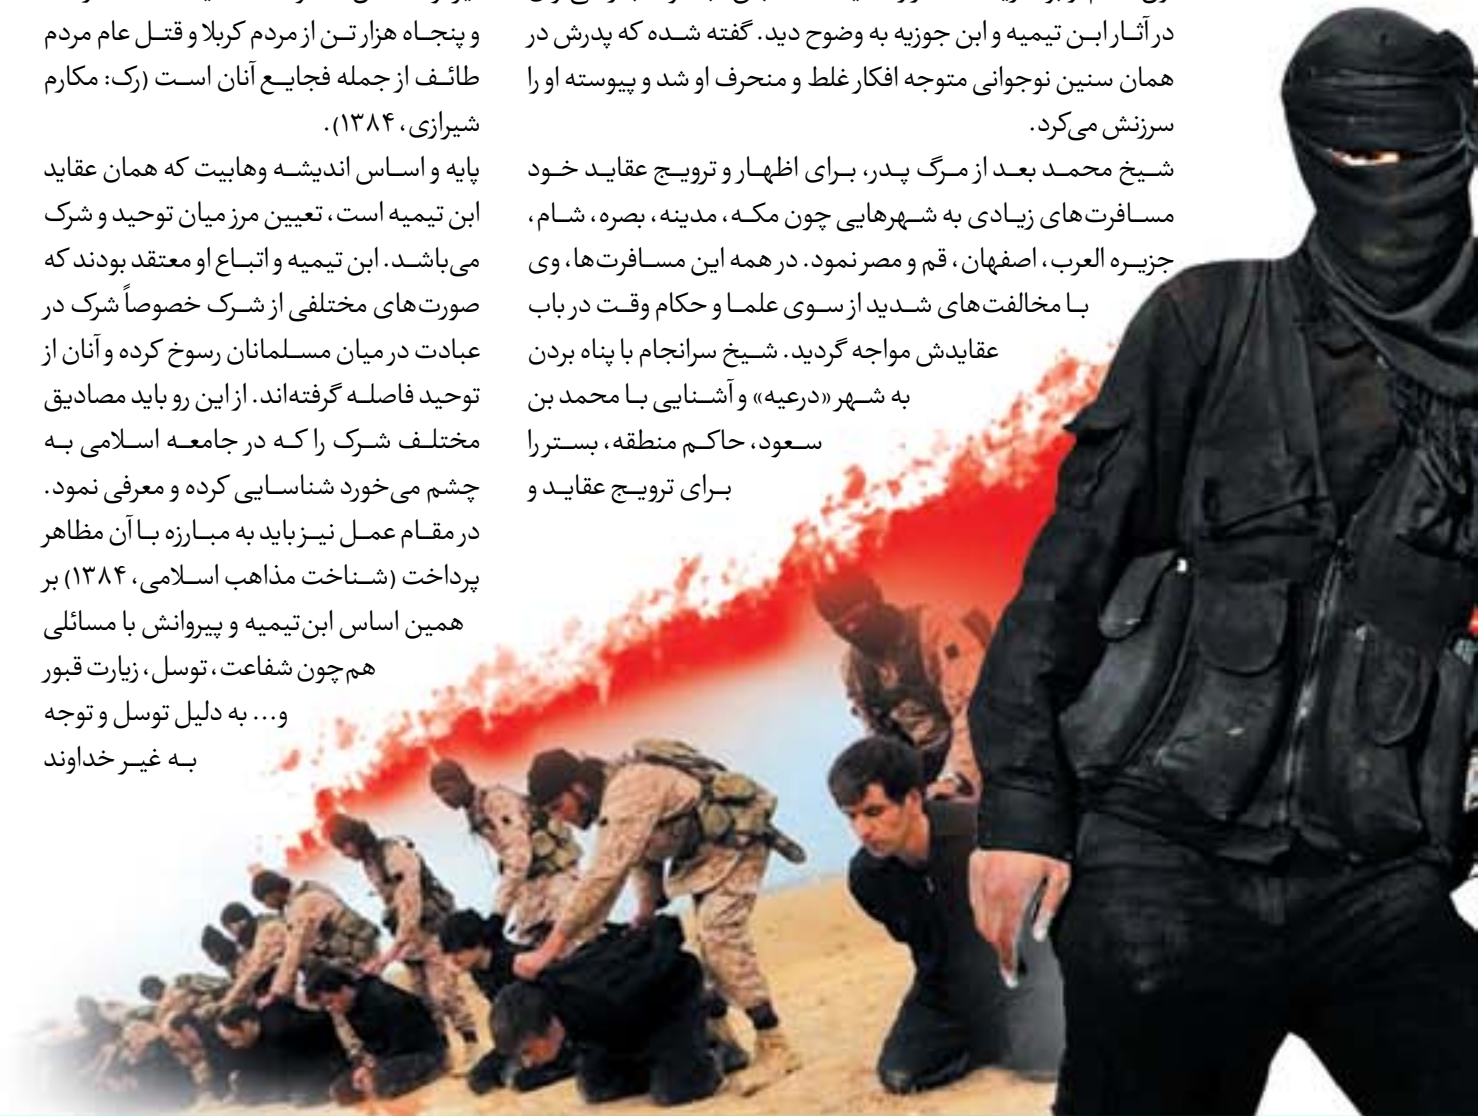 در آثار ابن تیمیه و ابن جوزیه به وضوح دید. گفته شده که پدرش در
همان سنین نوجوانی متوجه افکار غلط و منحرف او شد و پیوسته او را
سرزنش می‌کرد.
شیخ محمد بعد از مرگ پدر، برای اظهار و ترویج عقاید خود
مسافرت‌های زیادی به شهرهایی چون مکه، مدینه، بصره، شام،
جزیره العرب، اصفهان، قم و مصر نمود. در همه این مسافرت‌ها، وی
با مخالفت‌های شدید از سوی علما و حکام وقت در باب
عقایدش مواجه گردید. شیخ سرانجام با پناه بردن
به شهر «درعیه» و آشنایی با محمد بن
سعود، حاکم منطقه، بستر را
برای ترویج عقاید و
و پنجاه هزار تن از مردم کربلا و قتل عام مردم
طائف از جمله فجایع آنان است (رک: مکارم
شیرازی، ۱۳۸۴).
پایه و اساس اندیشه وهابیت که همان عقاید
ابن تیمیه است، تعیین مرز میان توحید و شرک
می‌باشد. ابن تیمیه و اتباع او معتقد بودند که
صورت‌های مختلفی از شرک خصوصاً شرک در
عبادت در میان مسلمانان رسوخ کرده و آنان از
توحید فاصله گرفته‌اند. از این رو باید مصادیق
مختلف شرک را که در جامعه اسلامی به
چشم می‌خورد شناسایی کرده و معرفی نمود.
در مقام عمل نیز باید به مبارزه با آن مظاهر
پرداخت (شناخت مذاهب اسلامی، ۱۳۸۴) بر
همین اساس ابن‌تیمیه و پیروانش با مسائلی
هم‌چون شفاعت، توسل، زیارت قبور
و... به دلیل توسل و توجه
به غیر خداوند